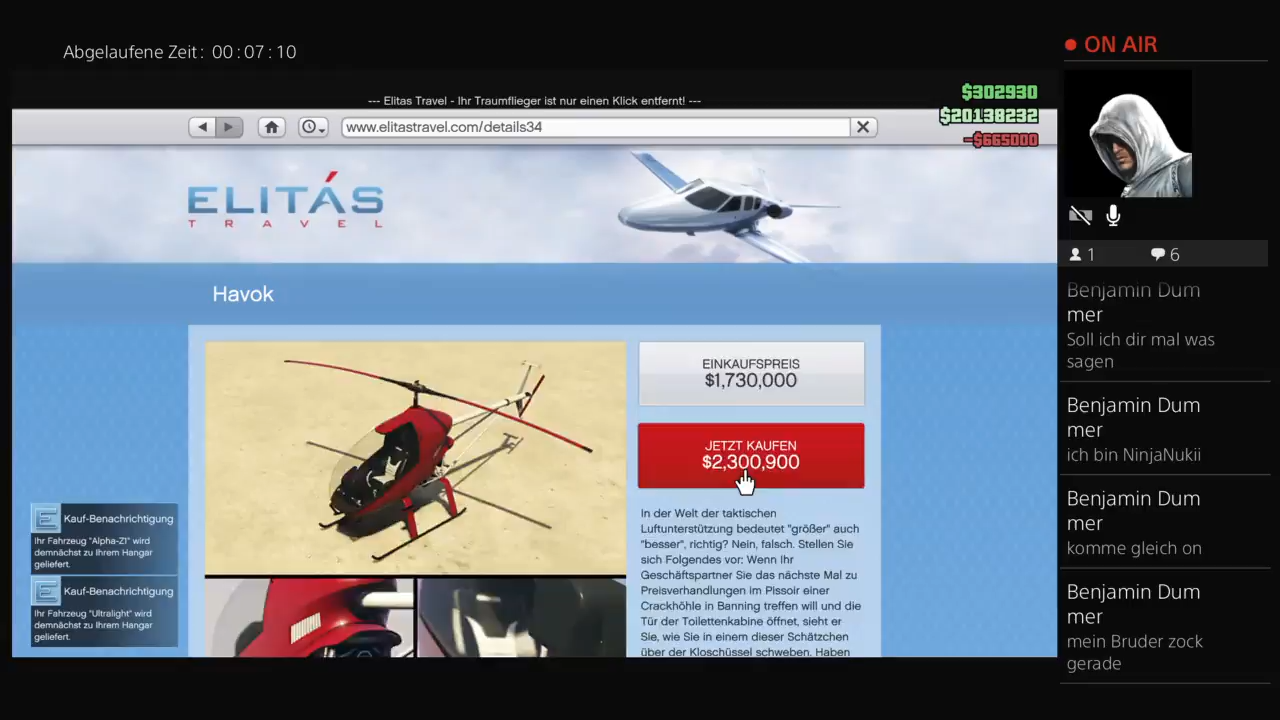 Abgelaufene Zeit: 00:07:10
ON AIR
--- Elitas Travel - Ihr Traumflieger ist nur einen Klick entfernt! ---
$302930
$20138232
-$665000
www.elitastravel.com/details34
ELITÁS
TRAVEL
Havok
EINKAUFSPREIS
$1,730,000
JETZT KAUFEN
$2,300,900
In der Welt der taktischen
Luftunterstützung bedeutet "größer" auch
"besser", richtig? Nein, falsch. Stellen Sie
sich Folgendes vor: Wenn Ihr
Geschäftspartner Sie das nächste Mal zu
Preisverhandlungen im Pissoir einer
Crackhöhle in Banning treffen will und die
Tür der Toilettenkabine öffnet, sieht er
Sie, wie Sie in einem dieser Schätzchen
über der Kloschüssel schweben. Haben
Kauf-Benachrichtigung
Ihr Fahrzeug "Alpha-Z1" wird
demnächst zu Ihrem Hangar
geliefert.
Kauf-Benachrichtigung
Ihr Fahrzeug "Ultralight" wird
demnächst zu Ihrem Hangar
geliefert.
1
6
Benjamin Dum
mer
Soll ich dir mal was
sagen
Benjamin Dum
mer
ich bin NinjaNukii
Benjamin Dum
mer
komme gleich on
Benjamin Dum
mer
mein Bruder zock
gerade